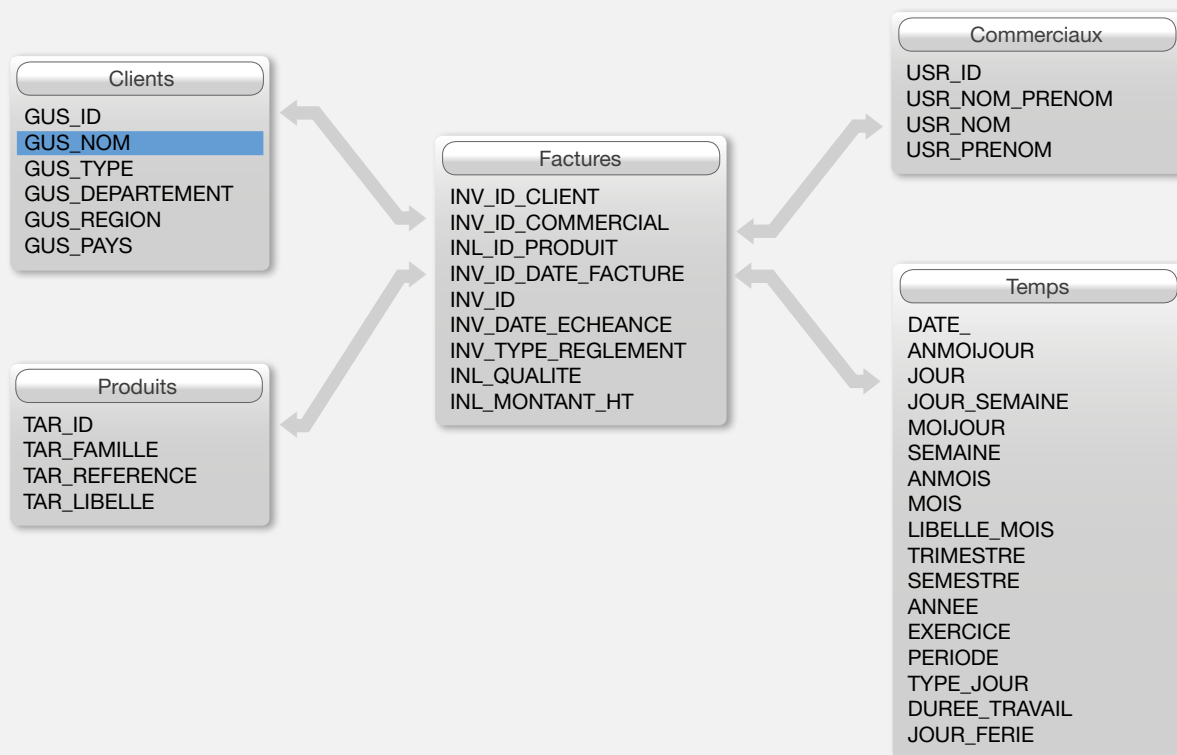 Clients
GUS_ID
GUS_NOM
GUS_TYPE
GUS_DEPARTEMENT
GUS_REGION
GUS_PAYS
Produits
TAR_ID
TAR_FAMILLE
TAR_REFERENCE
TAR_LIBELLE
Factures
INV_ID_CLIENT
INV_ID_COMMERCIAL
INL_ID_PRODUIT
INV_ID_DATE_FACTURE
INV_ID
INV_DATE_ECHEANCE
INV_TYPE_REGLEMENT
INL_QUALITE
INL_MONTANT_HT
Commerciaux
USR_ID
USR_NOM_PRENOM
USR_NOM
USR_PRENOM
Temps
DATE_
ANMOIJOUR
JOUR
JOUR_SEMAINE
MOIJOUR
SEMAINE
ANMOIS
MOIS
LIBELLE_MOIS
TRIMESTRE
SEMESTRE
ANNEE
EXERCICE
PERIODE
TYPE_JOUR
DUREE_TRAVAIL
JOUR_FERIE